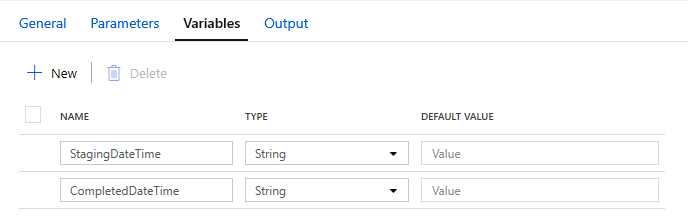 General Parameters Variables Output
New Delete
NAME TYPE DEFAULT VALUE
StagingDateTime String Value
CompletedDateTime String Value